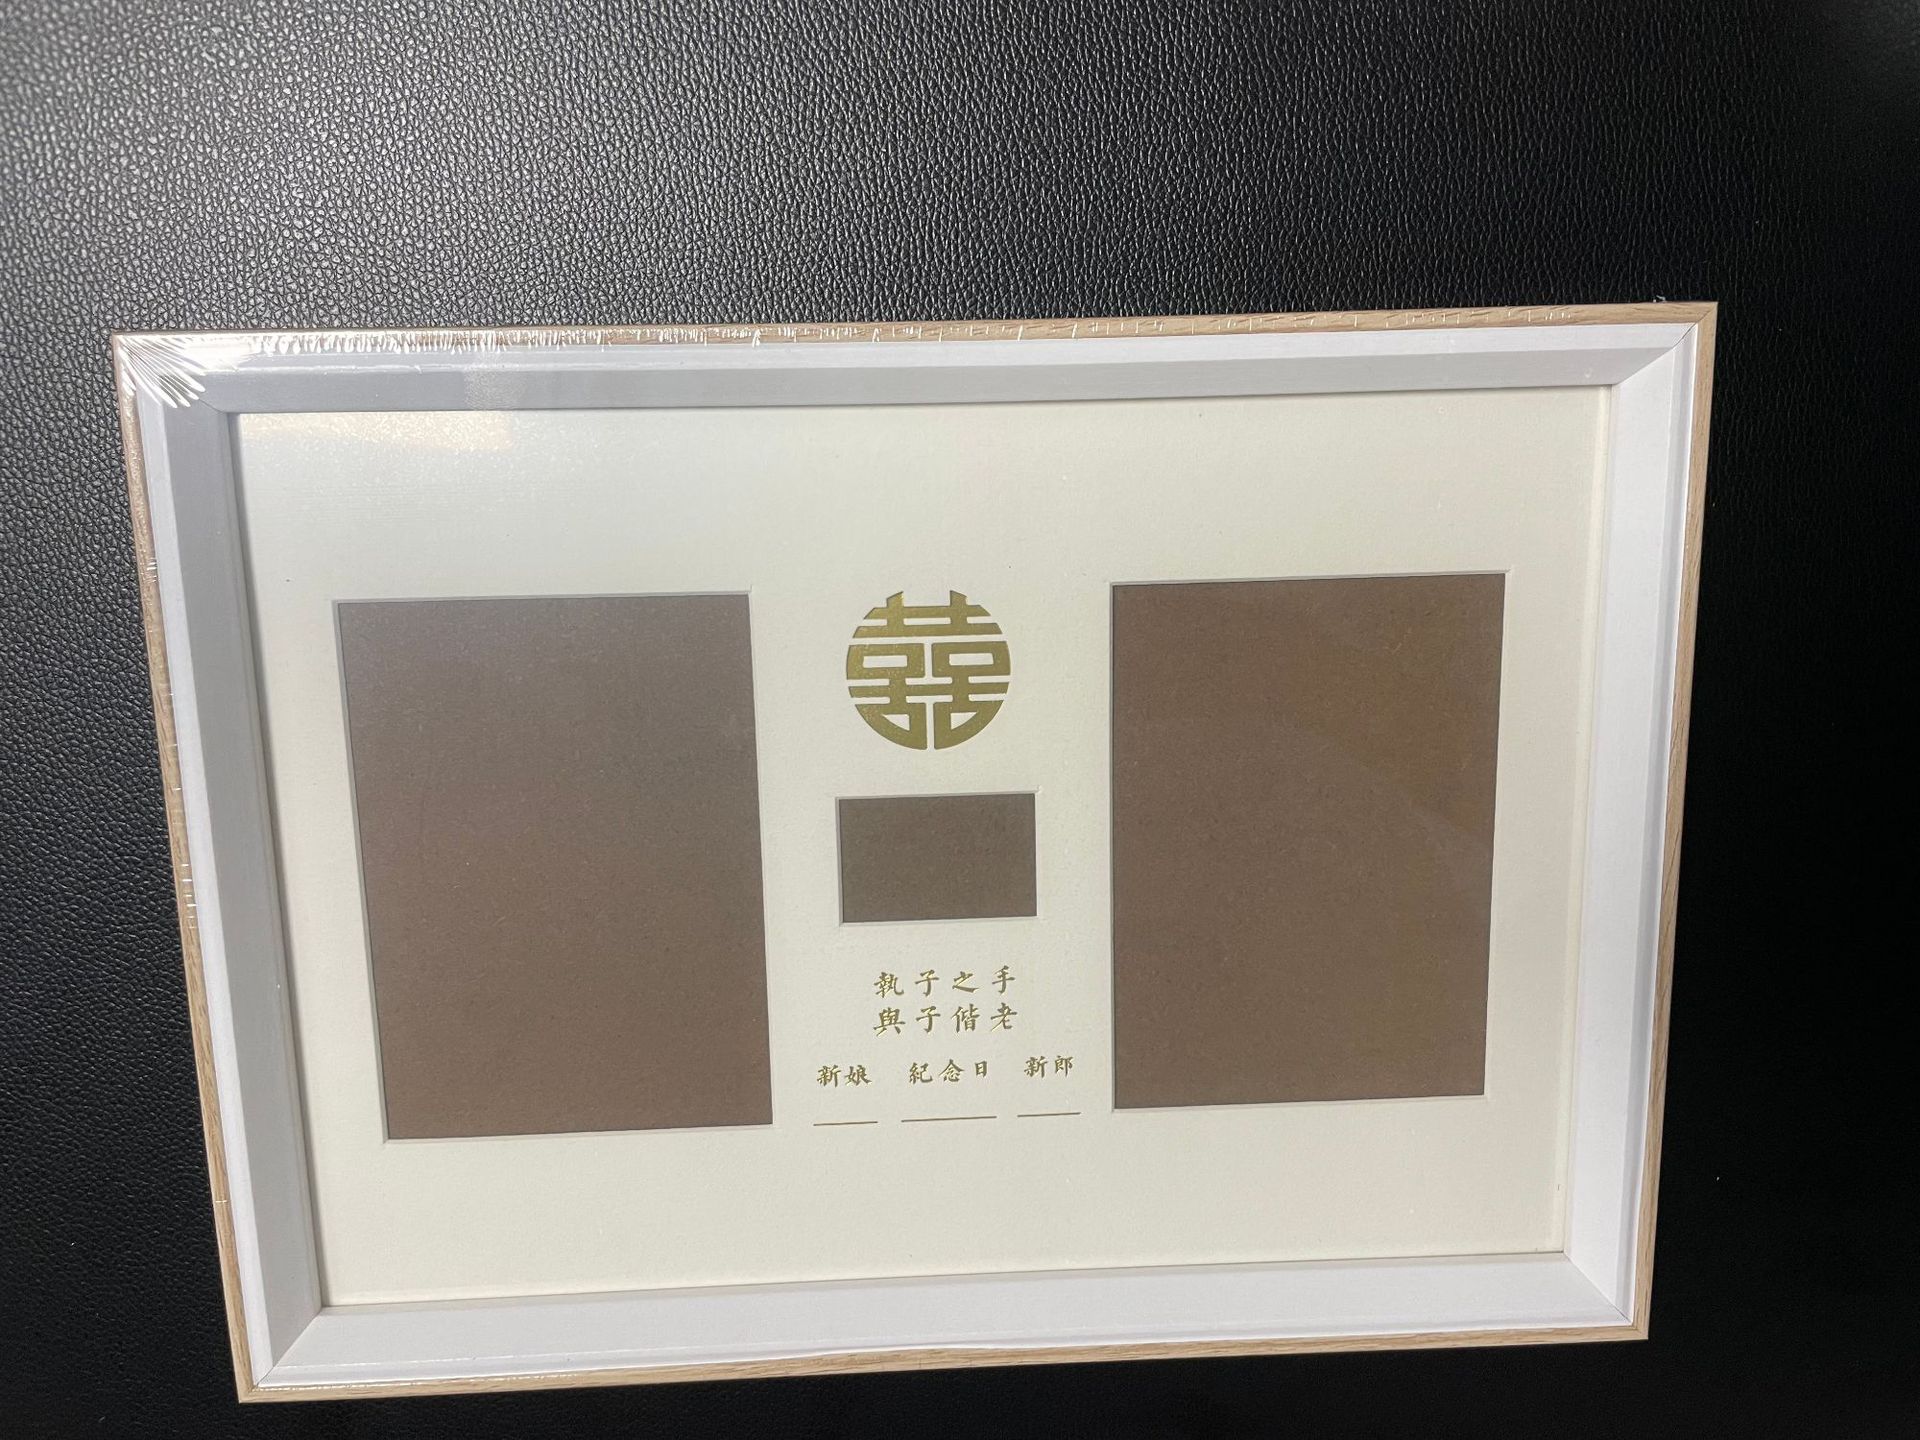 囍
執子之手
與子偕老
新娘 紀念日 新郎